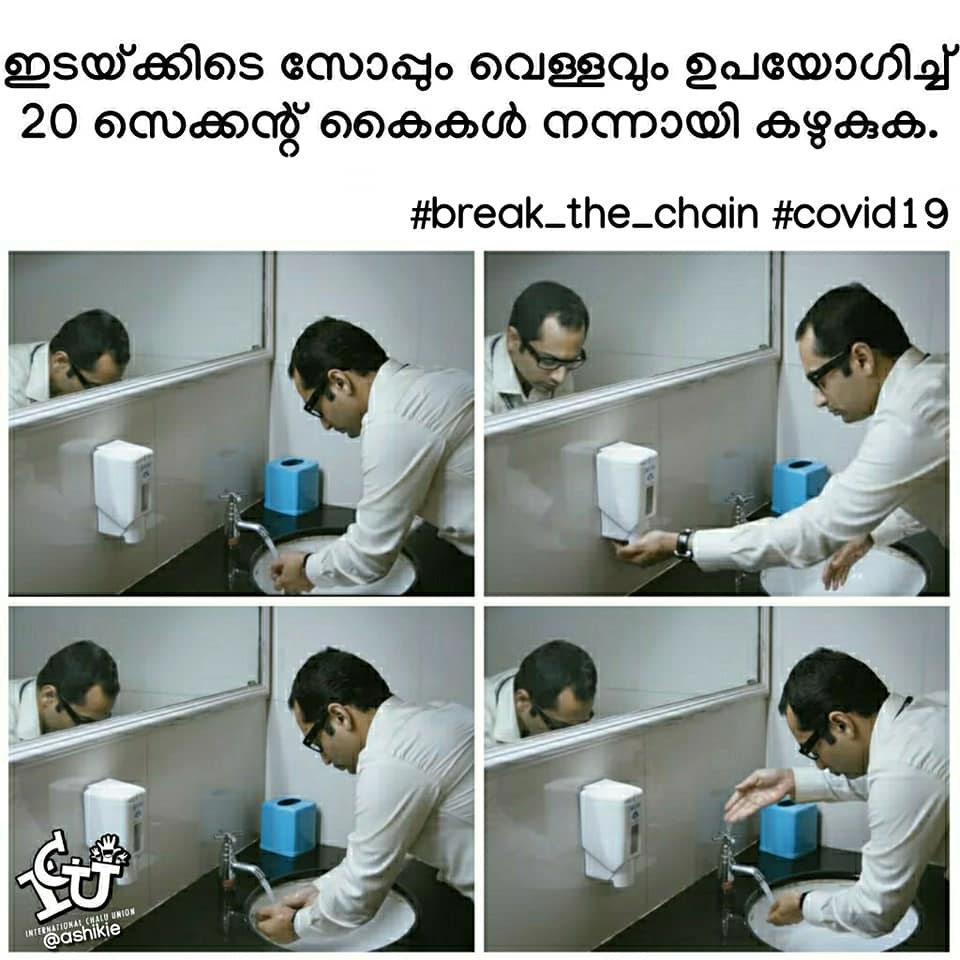 ഇടയ്ക്കിടെ സോപ്പും വെള്ളവും ഉപയോഗിച്ച്
20 സെക്കന്റ് കൈകൾ നന്നായി കഴുകുക.
#break_the_chain #covid19
ICU
INTERNATIONAL CHALU UNION
@ashikie